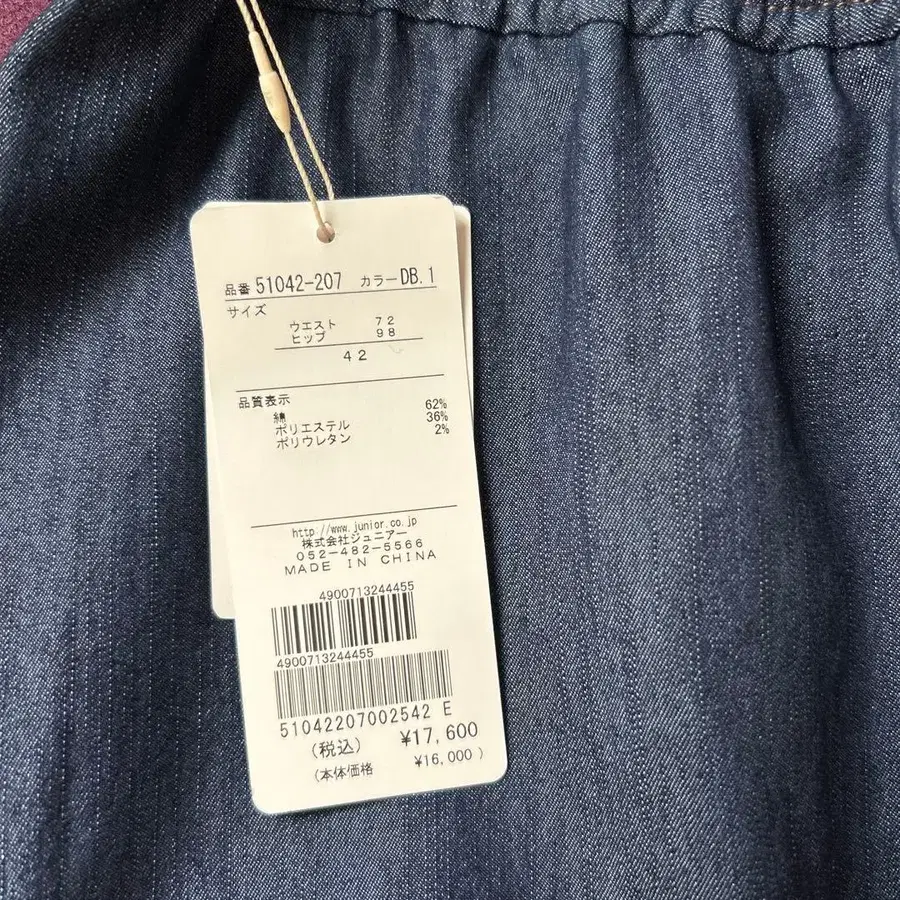 品番 51042-207 カラー DB.1
サイズ
ウエスト 72
ヒップ 98
42
品質表示
綿 62%
ポリエステル 36%
ポリウレタン 2%
http://www.junior.co.jp
株式会社ジュニアー
052-482-5566
MADE IN CHINA
4900713244455
4900713244455
51042207002542 E
(税込) ¥17,600
(本体価格 ¥16,000 )